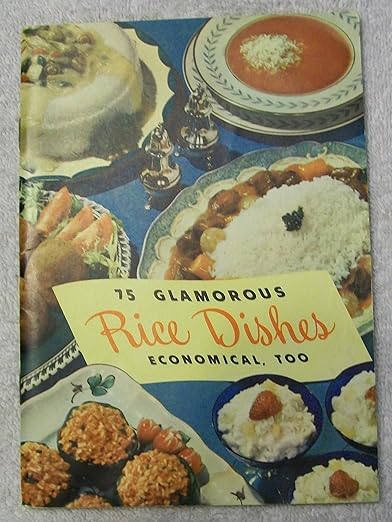 75 GLAMOROUS
Rice Dishes
ECONOMICAL, TOO